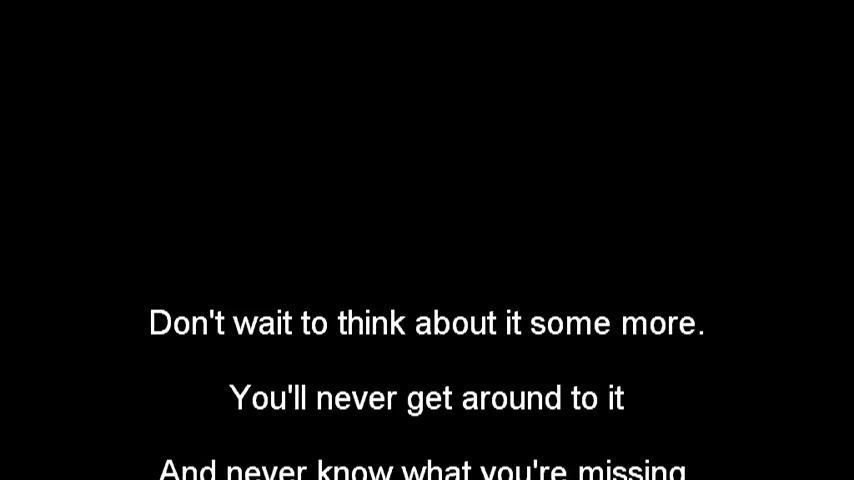 Don't wait to think about it some more.
You'll never get around to it
And never know what you're missing